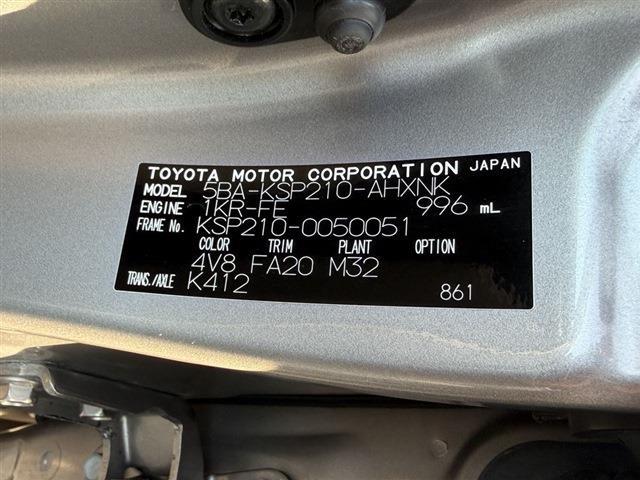 TOYOTA MOTOR CORPORATION JAPAN
MODEL 5BA-KSP210-AHXNK
ENGINE 1KR-FE 996 mL
FRAME No. KSP210-0050051
COLOR TRIM PLANT OPTION
4V8 FA20 M32
TRANS./AXLE K412
861